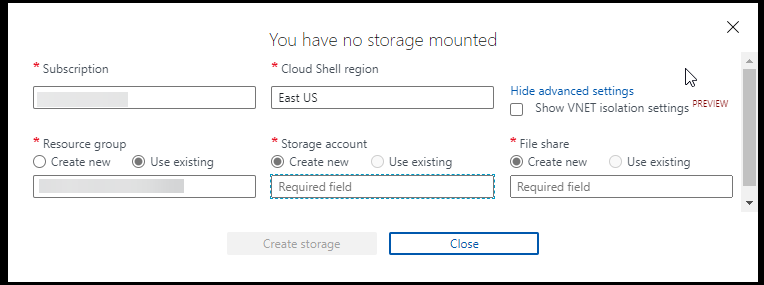 You have no storage mounted
* Subscription
* Cloud Shell region
East US
Hide advanced settings
Show VNET isolation settings PREVIEW
* Resource group
Create new Use existing
* Storage account
Create new Use existing
Required field
* File share
Create new Use existing
Required field
Create storage
Close